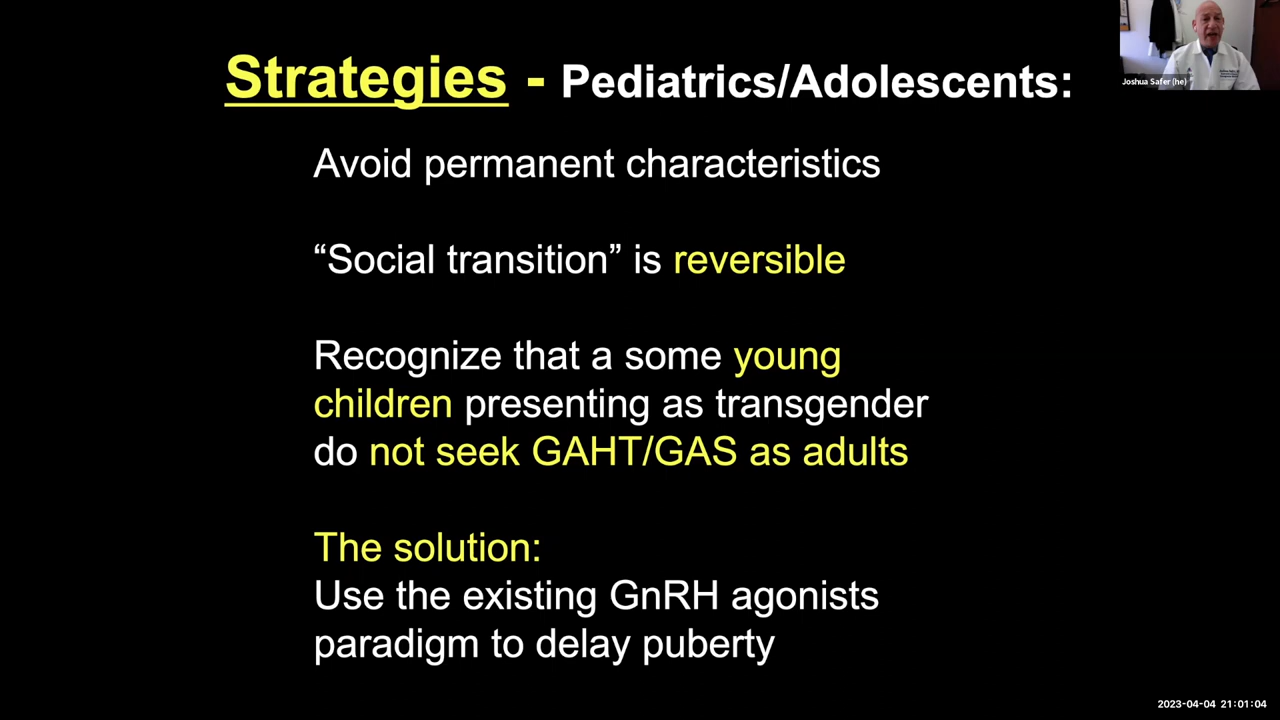 Strategies - Pediatrics/Adolescents:
Avoid permanent characteristics
“Social transition” is reversible
Recognize that a some young
children presenting as transgender
do not seek GAHT/GAS as adults
The solution:
Use the existing GnRH agonists
paradigm to delay puberty
Joshua Safer (he)
2023-04-04 21:01:04